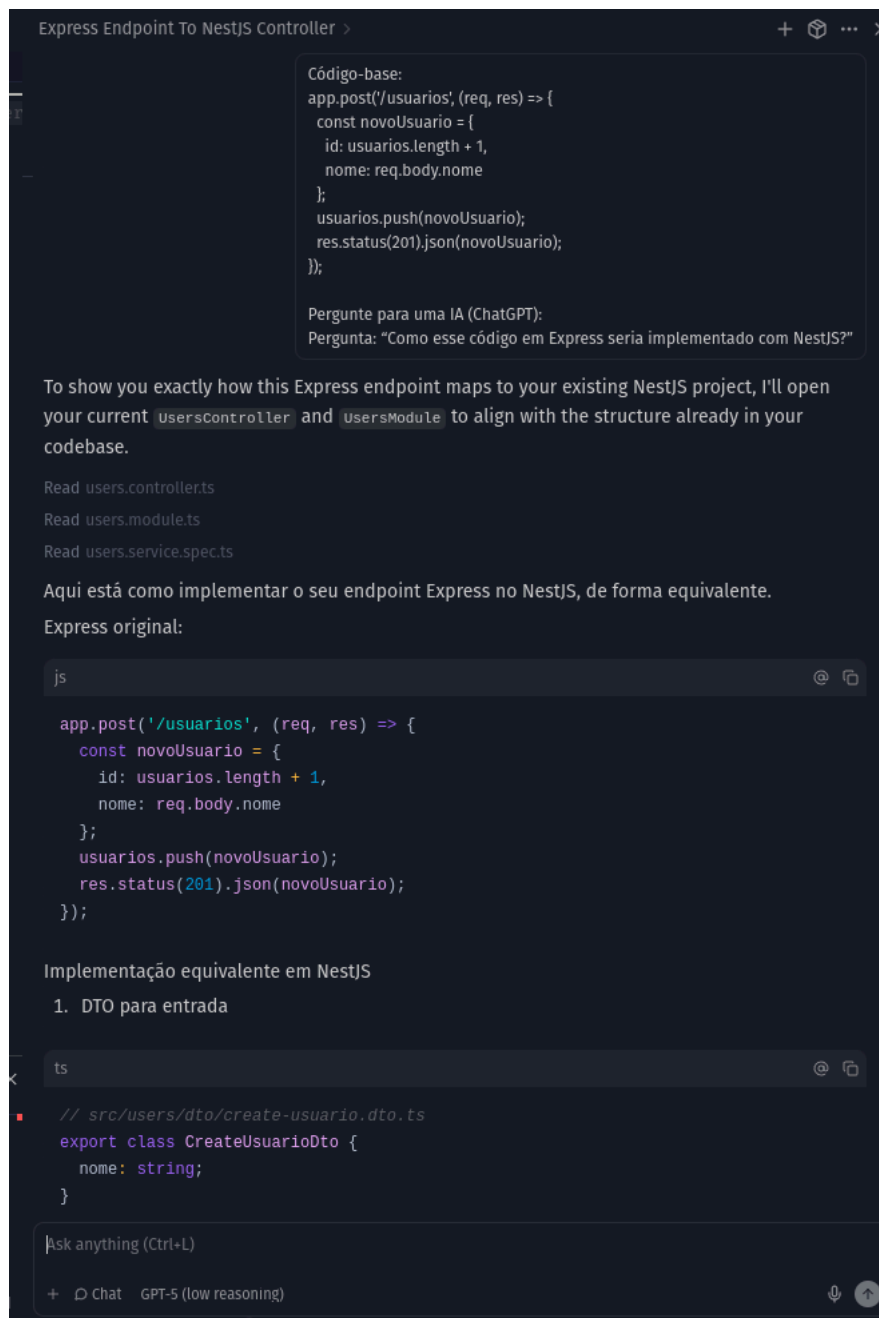 Express Endpoint To NestJS Controller >
Código-base:
app.post('/usuarios', (req, res) => {
const novoUsuario = {
id: usuarios.length + 1,
nome: req.body.nome
};
usuarios.push(novoUsuario);
res.status(201).json(novoUsuario);
});
Pergunte para uma IA (ChatGPT):
Pergunta: “Como esse código em Express seria implementado com NestJS?”
To show you exactly how this Express endpoint maps to your existing NestJS project, I'll open
your current UsersController and UsersModule to align with the structure already in your
codebase.
Read users.controller.ts
Read users.module.ts
Read users.service.spec.ts
Aqui está como implementar o seu endpoint Express no NestJS, de forma equivalente.
Express original:
js
app.post('/usuarios', (req, res) => {
const novoUsuario = {
id: usuarios.length + 1,
nome: req.body.nome
};
usuarios.push(novoUsuario);
res.status(201).json(novoUsuario);
});
Implementação equivalente em NestJS
1. DTO para entrada
ts
// src/users/dto/create-usuario.dto.ts
export class CreateUsuarioDto {
nome: string;
}
Ask anything (Ctrl+L)
+ Chat GPT-5 (low reasoning)